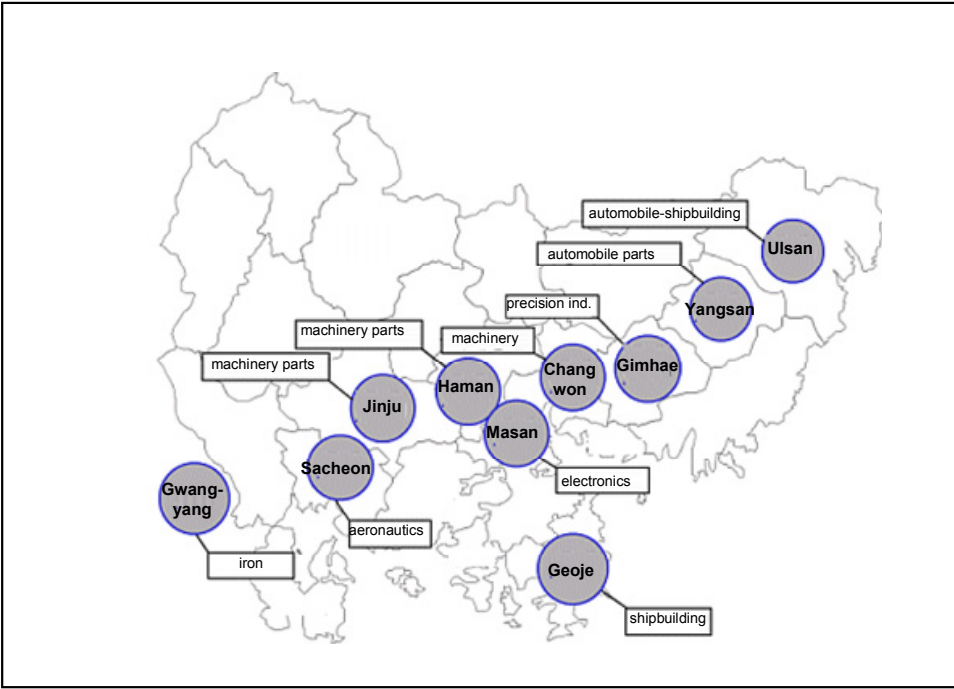 automobile-shipbuilding
Ulsan
automobile parts
Yangsan
precision ind.
Gimhae
machinery
Chang
won
machinery parts
Haman
machinery parts
Jinju
Masan
electronics
Sacheon
aeronautics
Gwang-
yang
iron
Geoje
shipbuilding